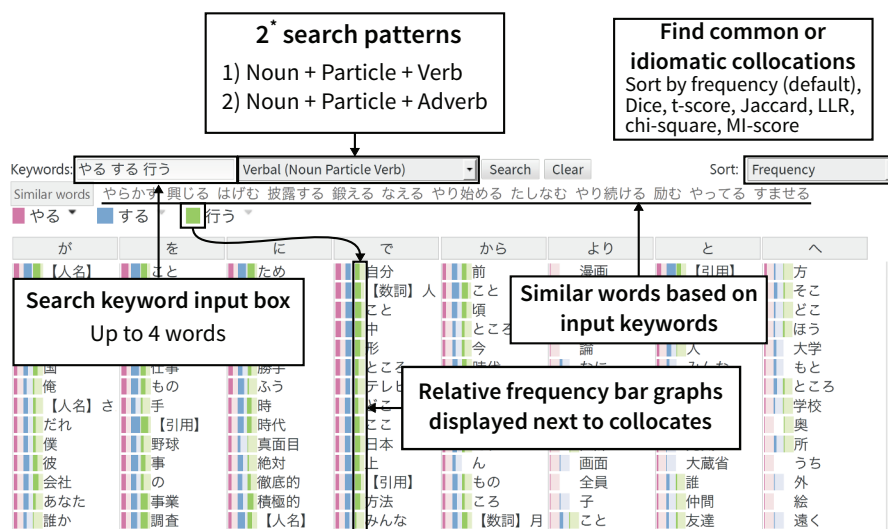 2* search patterns
1) Noun + Particle + Verb
2) Noun + Particle + Adverb
Find common or
idiomatic collocations
Sort by frequency (default),
Dice, t-score, Jaccard, LLR,
chi-square, MI-score
Keywords: やる する 行う Verbal (Noun Particle Verb) Search Clear Sort: Frequency
Similar words やらかす 興じる はげむ 披露する 鍛える なえる やり始める たしなむ やり続ける 励む やってる すませる
やる する 行う
が を に で から より と へ
【人名】 こと ため 自分 前 漫画 【引用】 方
Search keyword input box
Up to 4 words
【数詞】人 こと そこ
こと 頃 どこ
中 ところ ほう
形 今 論 人 大学
Similar words based on
input keywords
国 仕事 勝手 ところ もと
俺 もの ふう テレビ ところ
【人名】さ 手 時 学校
だれ 【引用】 時代 ここ 奥
僕 野球 真面目 日本 所
Relative frequency bar graphs
displayed next to collocates
彼 事 絶対 上 ん 画面 大蔵省 うち
会社 の 徹底的 【引用】 もの 全員 誰 外
あなた 事業 積極的 方法 ころ 子 仲間 絵
誰か 調査 【人名】 みんな 【数詞】月 こと 友達 遠く